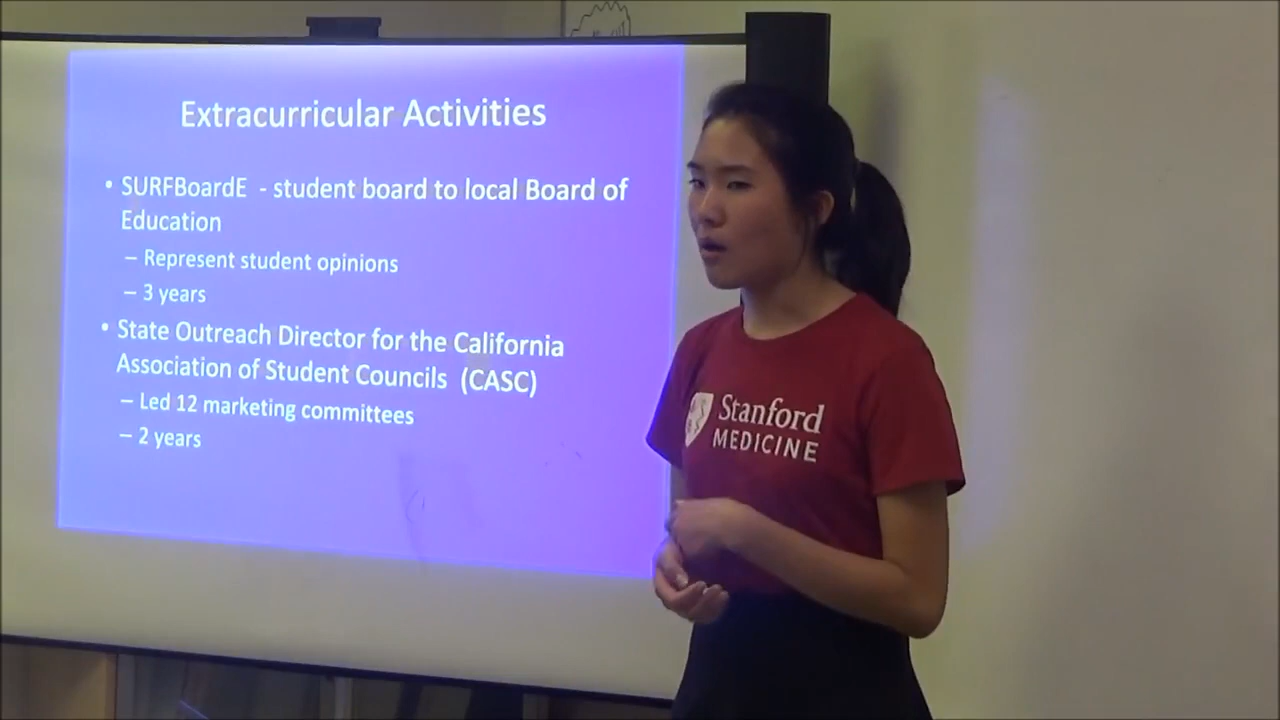 Extracurricular Activities
• SURFBoardE - student board to local Board of
Education
– Represent student opinions
– 3 years
• State Outreach Director for the California
Association of Student Councils (CASC)
– Led 12 marketing committees
– 2 years
Stanford
MEDICINE